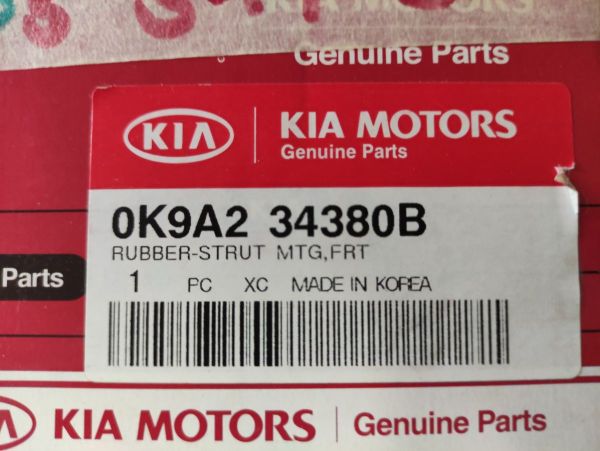 KIA MOTORS
Genuine Parts
KIA
KIA MOTORS
Genuine Parts
0K9A2 34380B
RUBBER-STRUT MTG,FRT
1 PC XC MADE IN KOREA
Parts
KIA MOTORS Genuine Parts